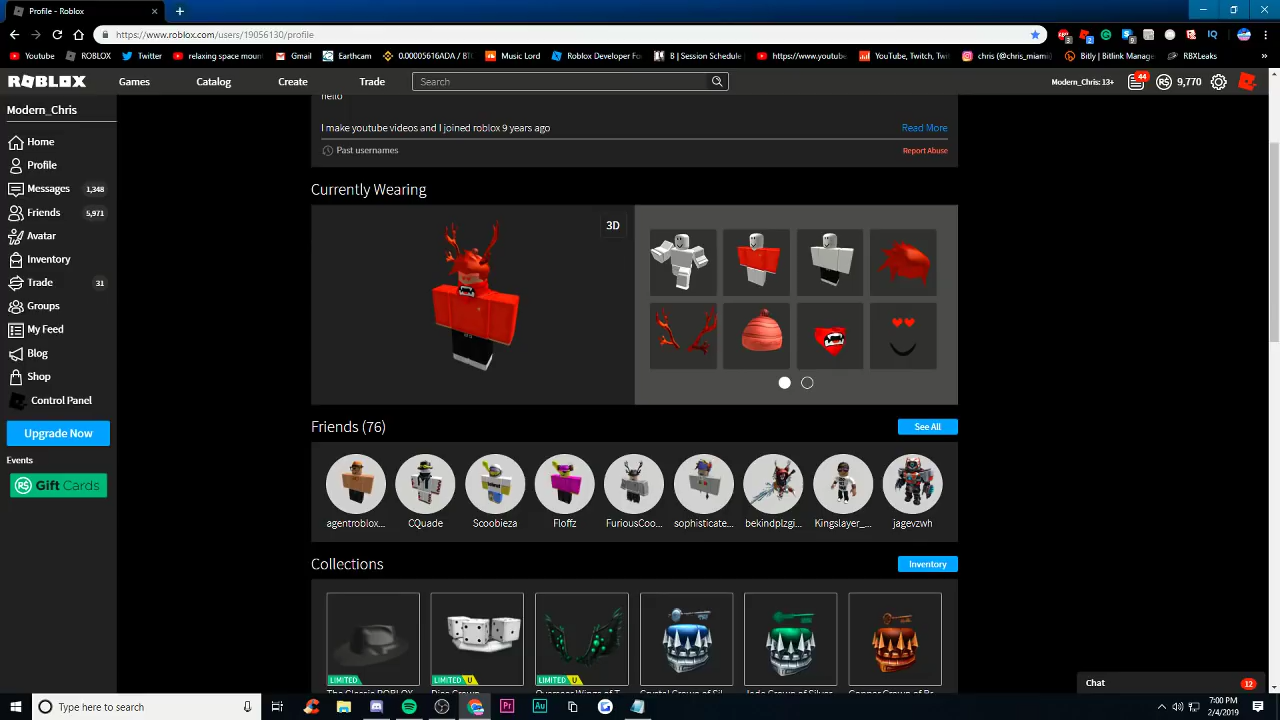 Profile - Roblox
https://www.roblox.com/users/19056130/profile
Youtube
ROBLOX
Twitter
relaxing space moun
Gmail
Earthcam
0.00005616ADA / BT
Music Lord
Roblox Developer For
B | Session Schedule
https://www.youtube
YouTube, Twitch, Twit
chris (@chris_miami)
Bitly | Bitlink Manage
RBXLeaks
ROBLOX
Games
Catalog
Create
Trade
Search
Modern_Chris: 13+
44
9,770
Modern_Chris
Home
Profile
Messages 1,348
Friends 5,971
Avatar
Inventory
Trade 31
Groups
My Feed
Blog
Shop
Control Panel
Upgrade Now
Events
Gift Cards
hello
I make youtube videos and I joined roblox 9 years ago
Read More
Past usernames
Report Abuse
Currently Wearing
3D
Friends (76)
See All
agentroblox...
CQuade
Scoobieza
Floffz
FuriousCoo...
sophisticate...
bekindplzgi...
Kingslayer_...
jagevzwh
Collections
Inventory
LIMITED
LIMITED U
LIMITED U
Chat
12
Type here to search
7:00 PM
2/4/2019